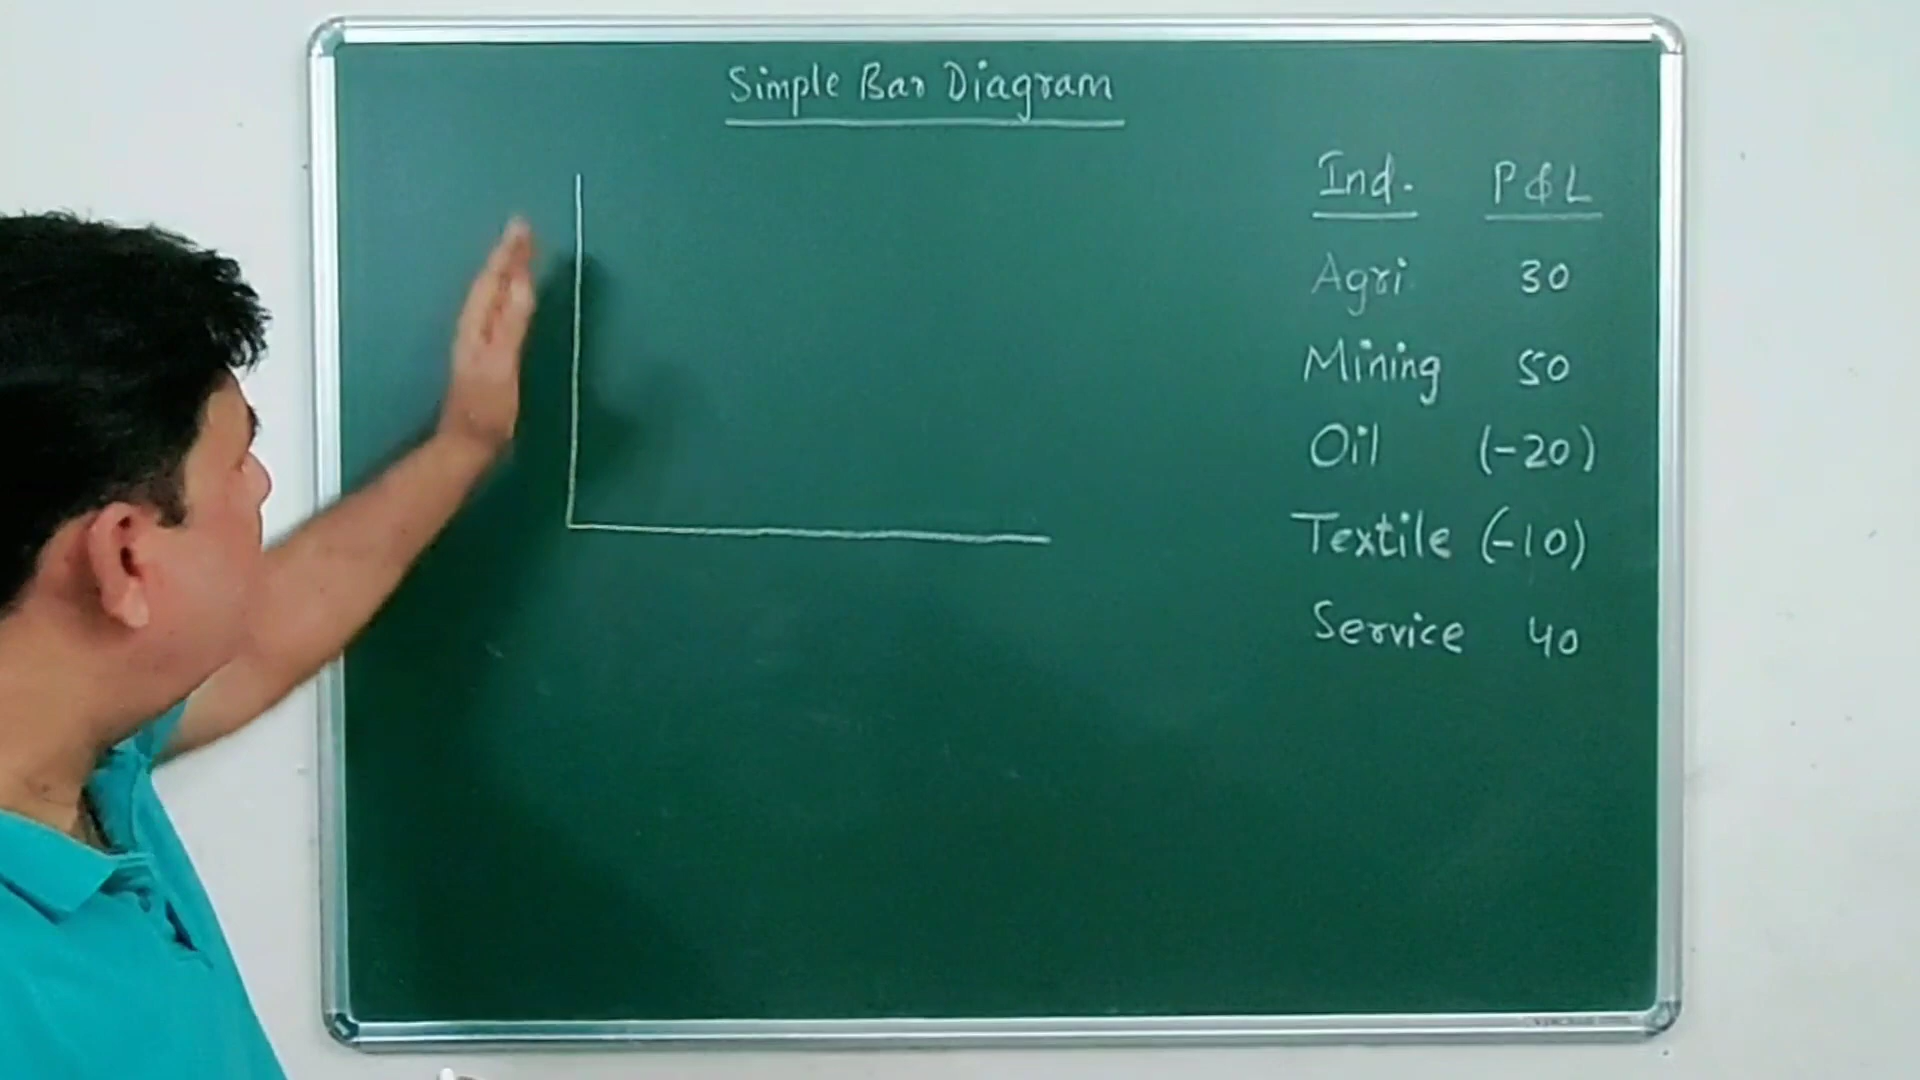 Simple Bar Diagram
Ind. P & L
Agri 30
Mining 50
Oil (-20)
Textile (-10)
Service 40